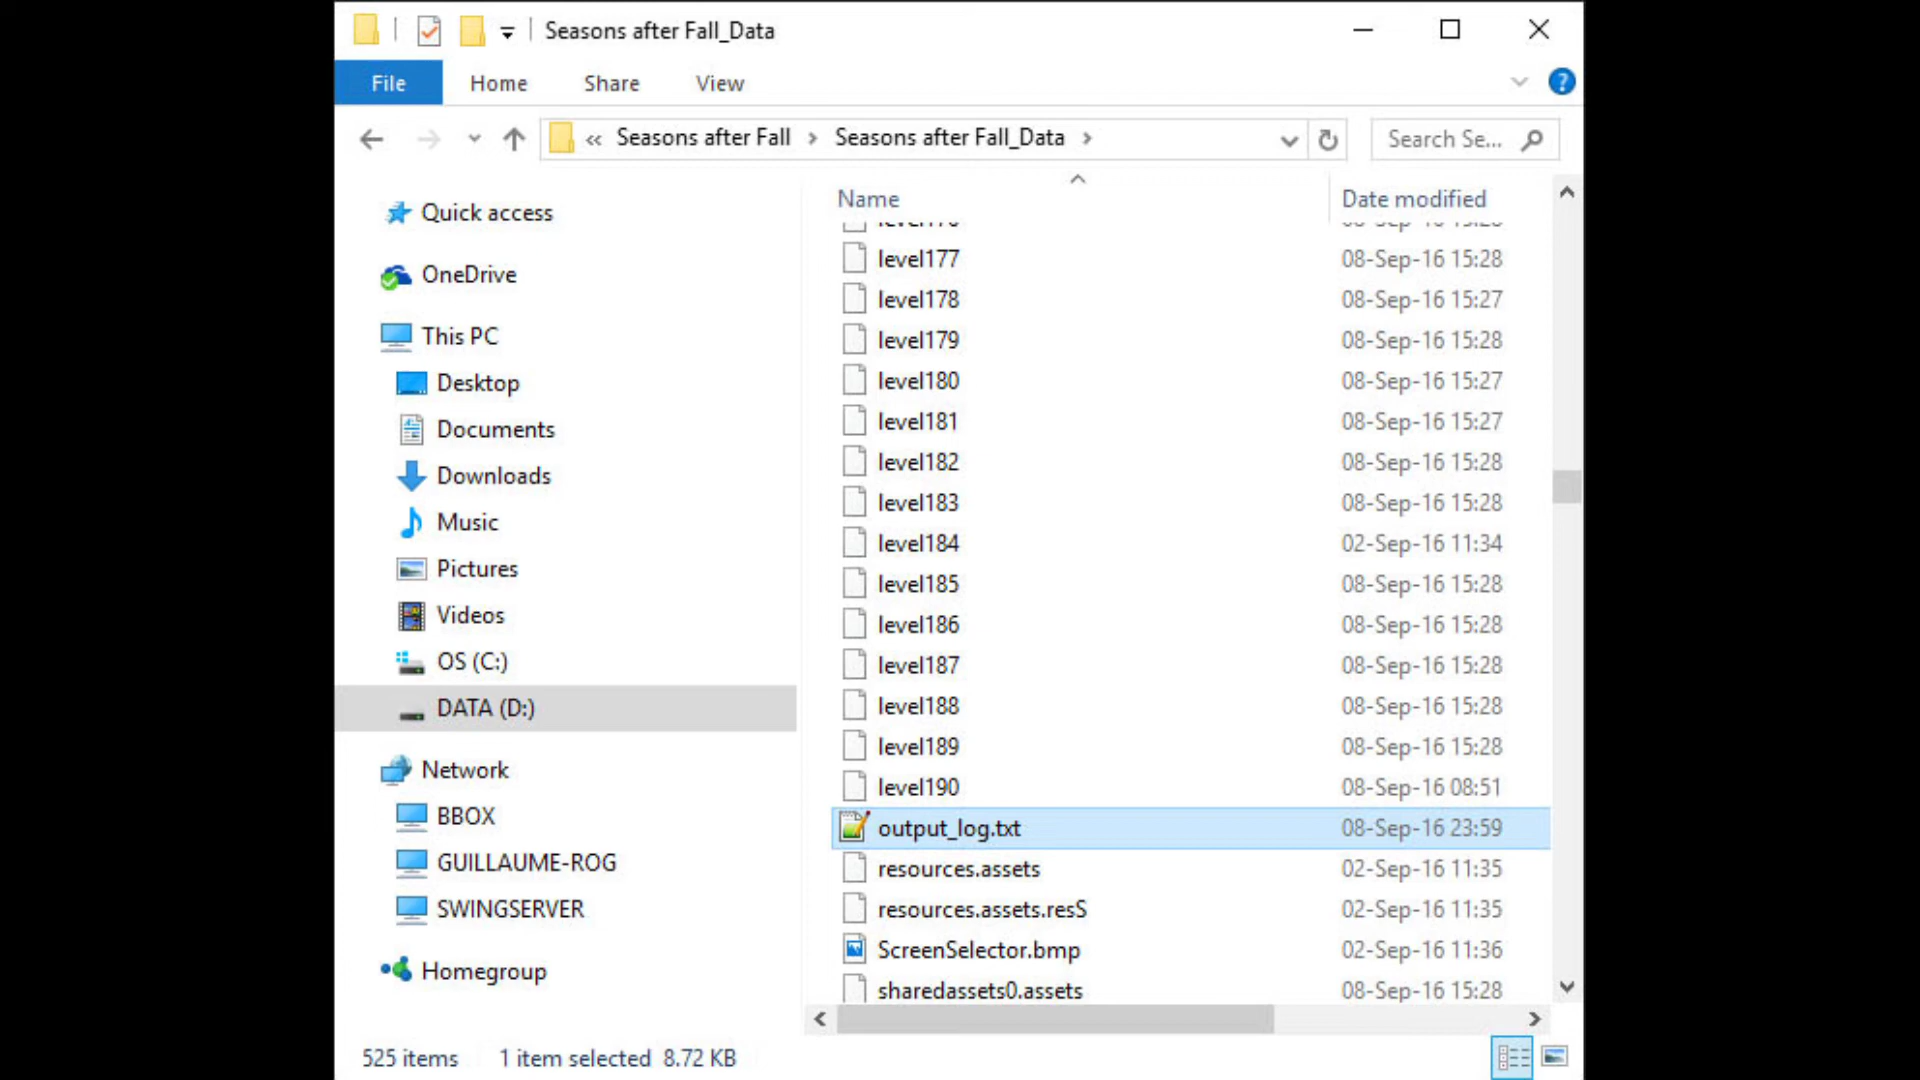 Seasons after Fall_Data
File Home Share View
« Seasons after Fall > Seasons after Fall_Data > Search Se...
Name Date modified
Quick access
OneDrive
This PC
Desktop
Documents
Downloads
Music
Pictures
Videos
OS (C:)
DATA (D:)
Network
BBOX
GUILLAUME-ROG
SWINGSERVER
Homegroup
level177 08-Sep-16 15:28
level178 08-Sep-16 15:27
level179 08-Sep-16 15:28
level180 08-Sep-16 15:27
level181 08-Sep-16 15:27
level182 08-Sep-16 15:28
level183 08-Sep-16 15:28
level184 02-Sep-16 11:34
level185 08-Sep-16 15:28
level186 08-Sep-16 15:28
level187 08-Sep-16 15:28
level188 08-Sep-16 15:28
level189 08-Sep-16 15:28
level190 08-Sep-16 08:51
output_log.txt 08-Sep-16 23:59
resources.assets 02-Sep-16 11:35
resources.assets.resS 02-Sep-16 11:35
ScreenSelector.bmp 02-Sep-16 11:36
sharedassets0.assets 08-Sep-16 15:28
525 items 1 item selected 8.72 KB